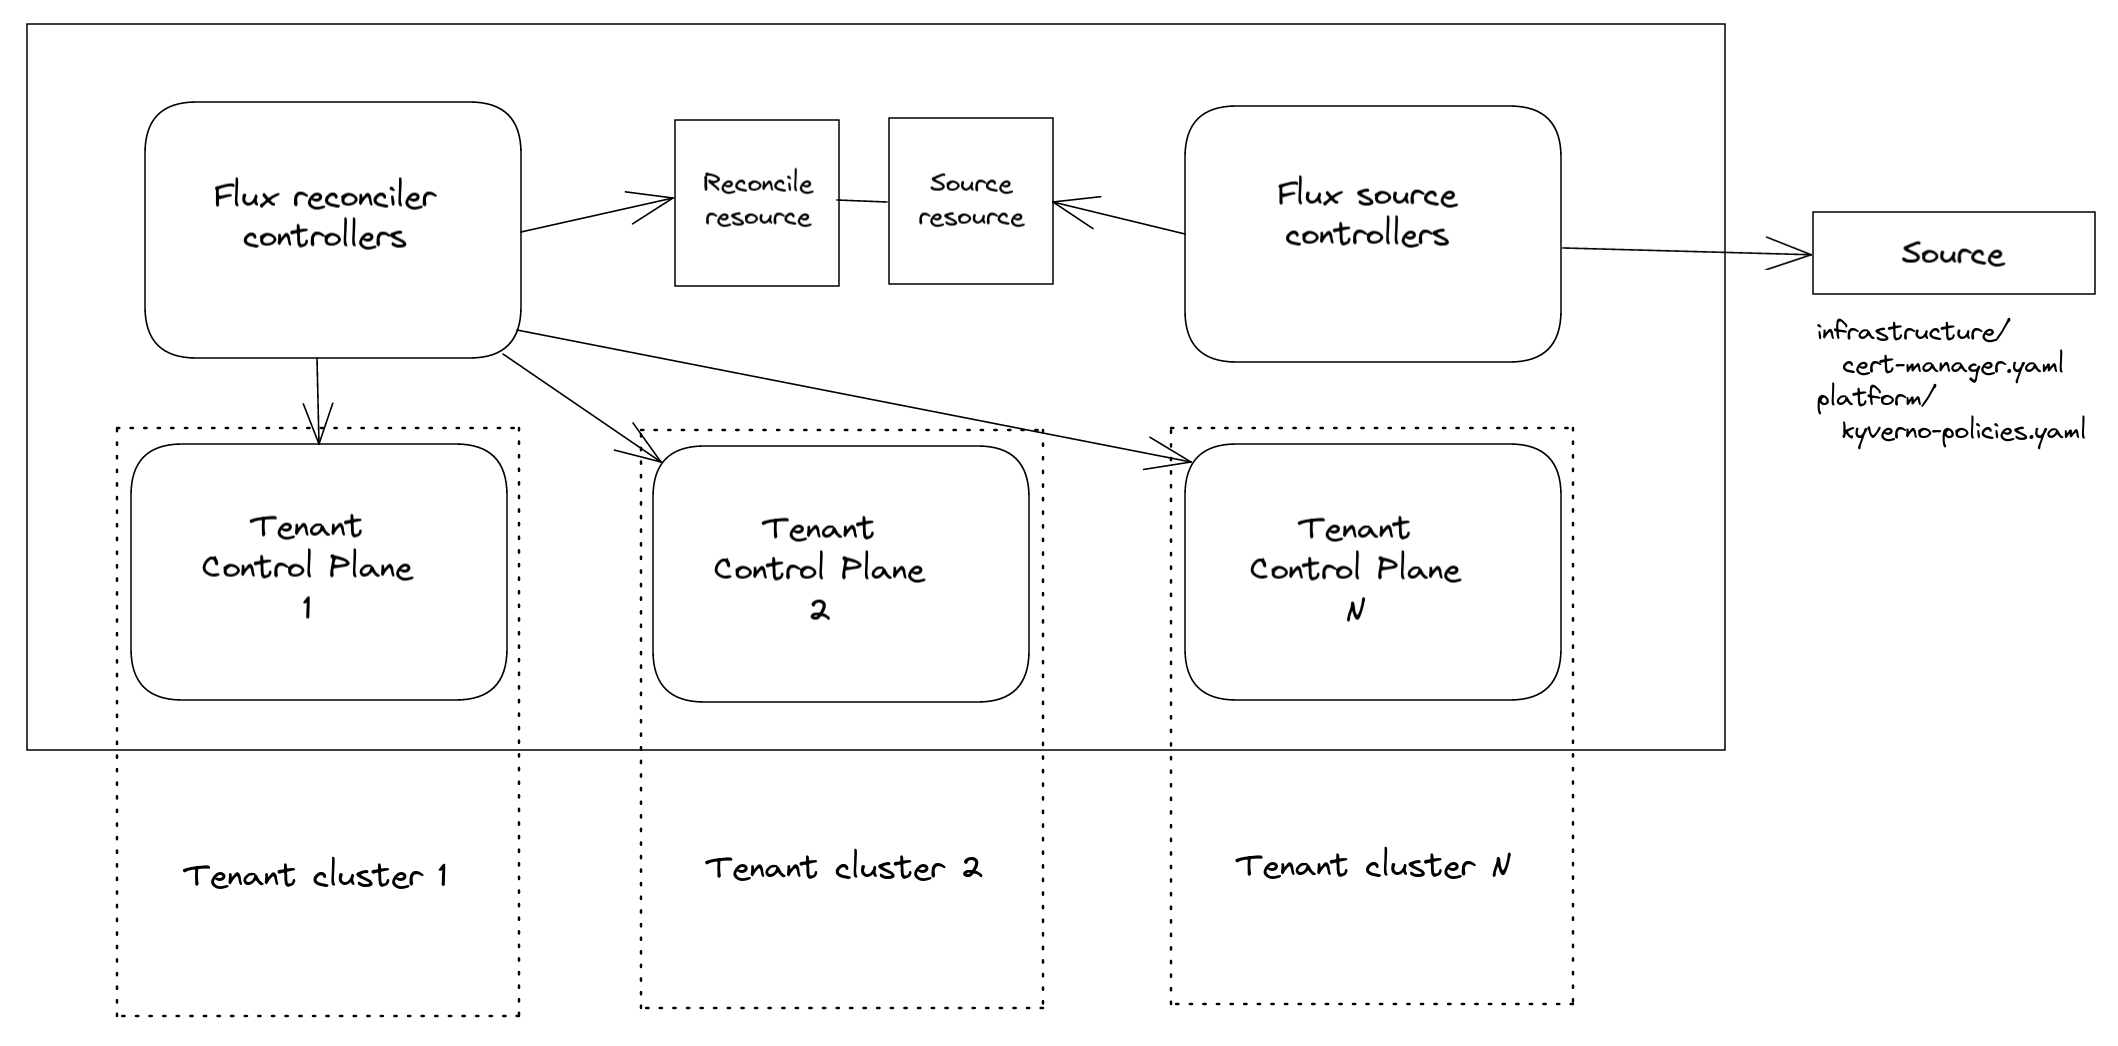 Flux reconciler
controllers
Reconcile
resource
Source
resource
Flux source
controllers
Source
infrastructure/
cert-manager.yaml
platform/
kyverno-policies.yaml
Tenant
Control Plane
1
Tenant
Control Plane
2
Tenant
Control Plane
N
Tenant cluster 1
Tenant cluster 2
Tenant cluster N